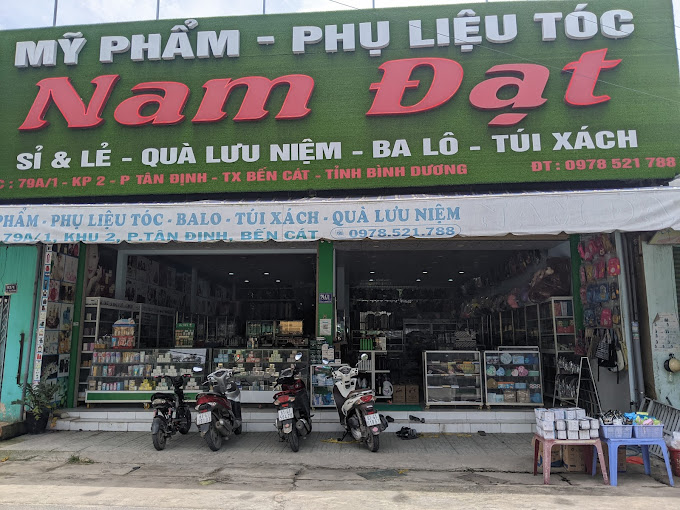 MỸ PHẨM - PHỤ LIỆU TÓC
Nam Đạt
SỈ & LẺ - QUÀ LƯU NIỆM - BA LÔ - TÚI XÁCH
C : 79A/1 - KP 2 - P TÂN ĐỊNH - TX BẾN CÁT - TỈNH BÌNH DƯƠNG
ĐT : 0978 521 788
PHẨM - PHỤ LIỆU TÓC - BALO - TÚI XÁCH - QUÀ LƯU NIỆM
79A/1, KHU 2, P.TÂN ĐỊNH, BẾN CÁT
0978.521.788